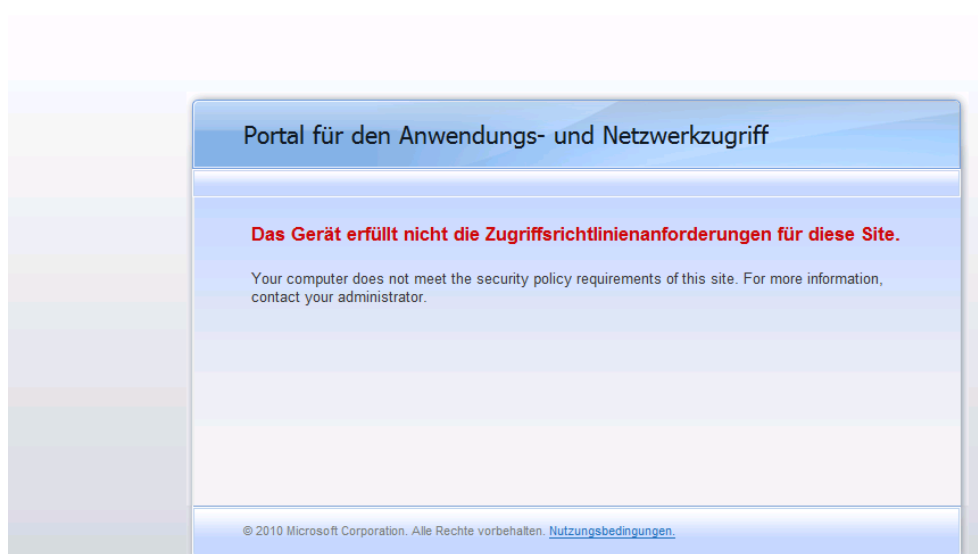 Portal für den Anwendungs- und Netzwerkzugriff
Das Gerät erfüllt nicht die Zugriffsrichtlinienanforderungen für diese Site.
Your computer does not meet the security policy requirements of this site. For more information,
contact your administrator.
© 2010 Microsoft Corporation. Alle Rechte vorbehalten. Nutzungsbedingungen.